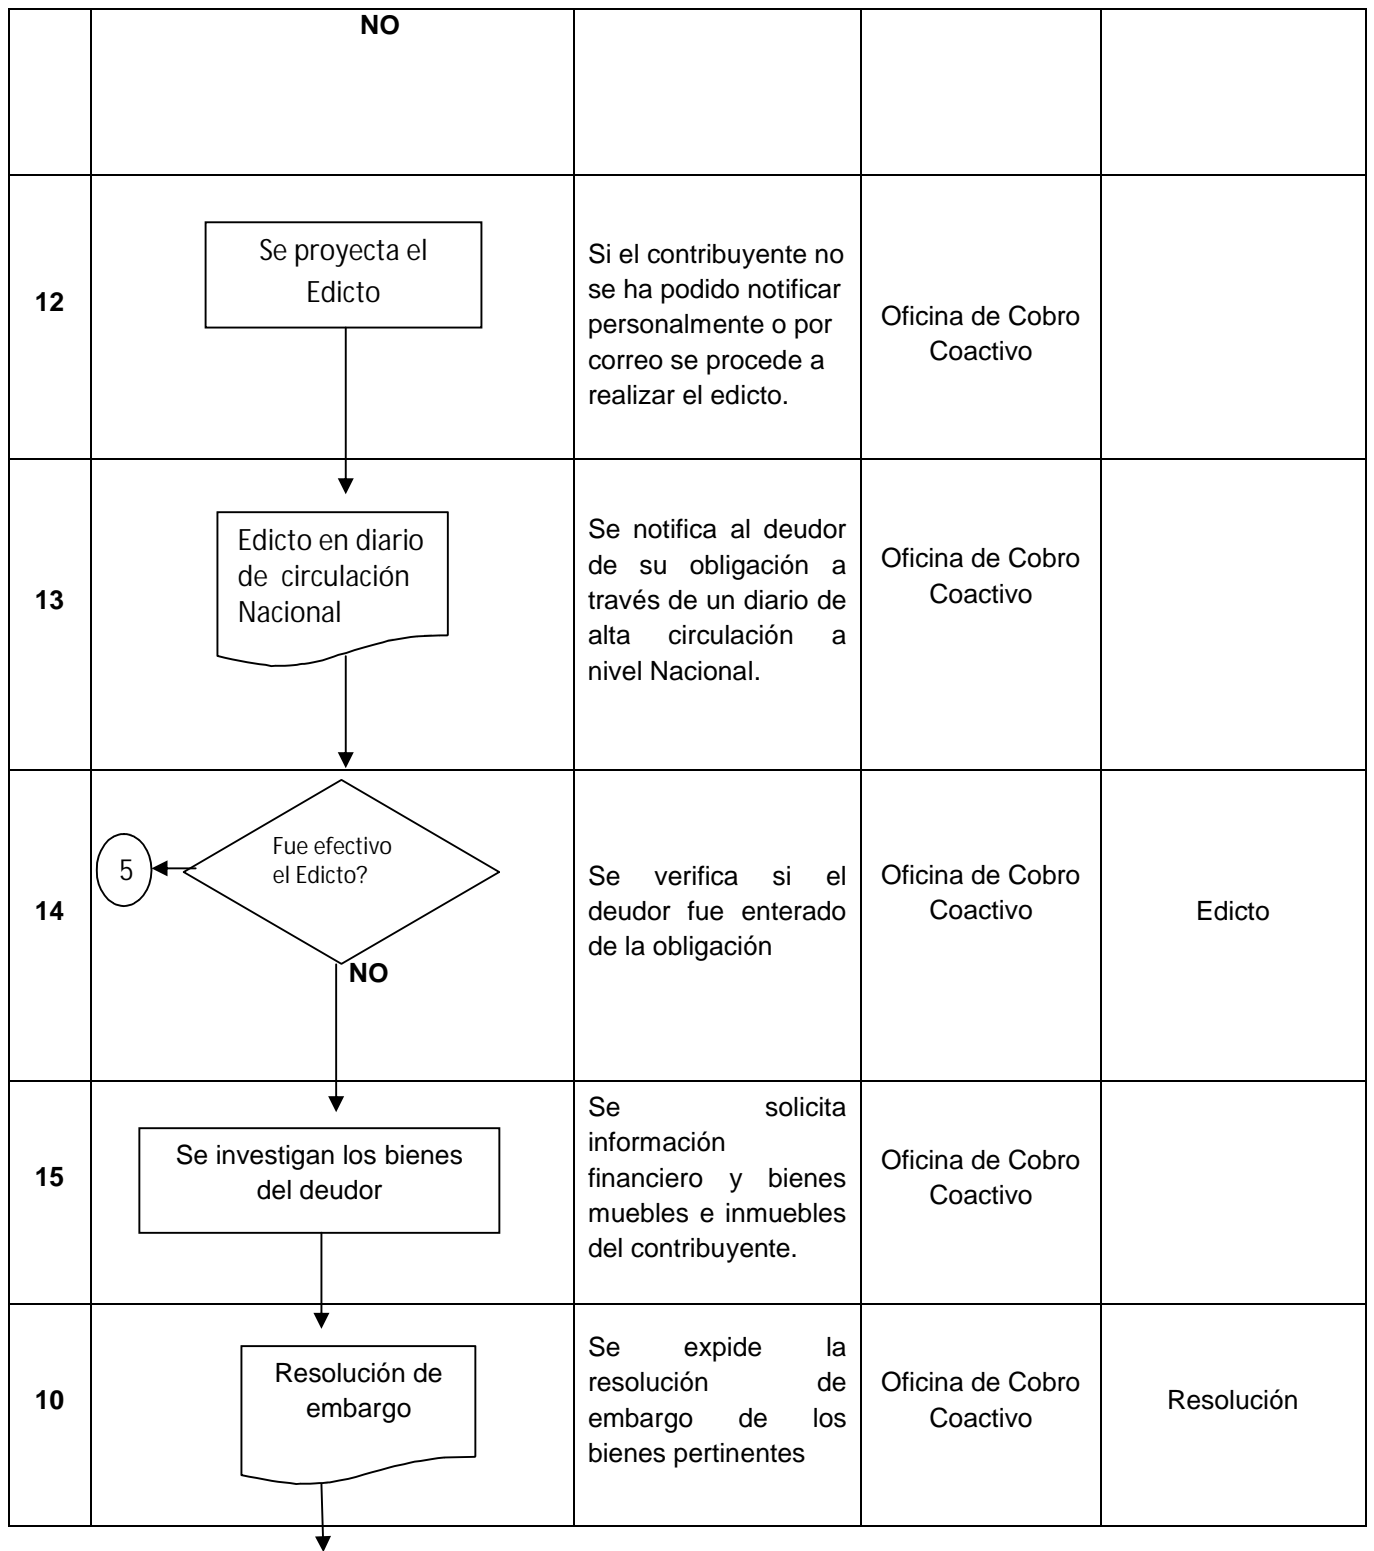 NO
12
Se proyecta el
Edicto
Si el contribuyente no
se ha podido notificar
personalmente o por
correo se procede a
realizar el edicto.
Oficina de Cobro
Coactivo
13
Edicto en diario
de circulación
Nacional
Se notifica al deudor
de su obligación a
través de un diario de
alta circulación a
nivel Nacional.
Oficina de Cobro
Coactivo
14
5
Fue efectivo
el Edicto?
NO
Se verifica si el
deudor fue enterado
de la obligación
Oficina de Cobro
Coactivo
Edicto
15
Se investigan los bienes
del deudor
Se solicita
información
financiero y bienes
muebles e inmuebles
del contribuyente.
Oficina de Cobro
Coactivo
10
Resolución de
embargo
Se expide la
resolución de
embargo de los
bienes pertinentes
Oficina de Cobro
Coactivo
Resolución